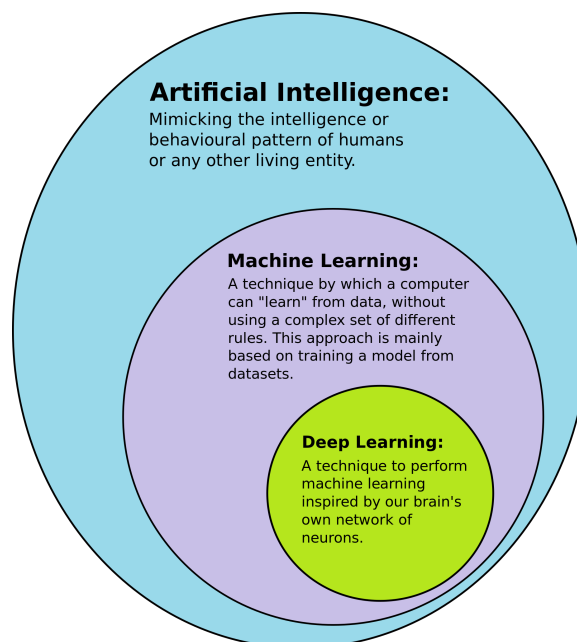 Artificial Intelligence:
Mimicking the intelligence or
behavioural pattern of humans
or any other living entity.
Machine Learning:
A technique by which a computer
can "learn" from data, without
using a complex set of different
rules. This approach is mainly
based on training a model from
datasets.
Deep Learning:
A technique to perform
machine learning
inspired by our brain's
own network of
neurons.